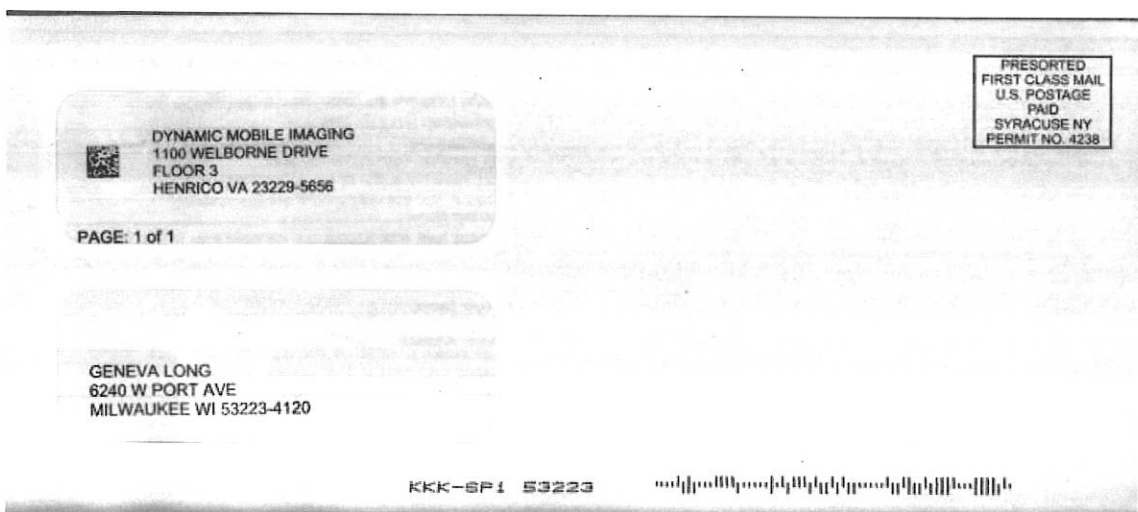 PRESORTED
FIRST CLASS MAIL
U.S. POSTAGE
PAID
SYRACUSE NY
PERMIT NO. 4238
DYNAMIC MOBILE IMAGING
1100 WELBORNE DRIVE
FLOOR 3
HENRICO VA 23229-5656
PAGE: 1 of 1
GENEVA LONG
6240 W PORT AVE
MILWAUKEE WI 53223-4120
KKK-SP1 53223